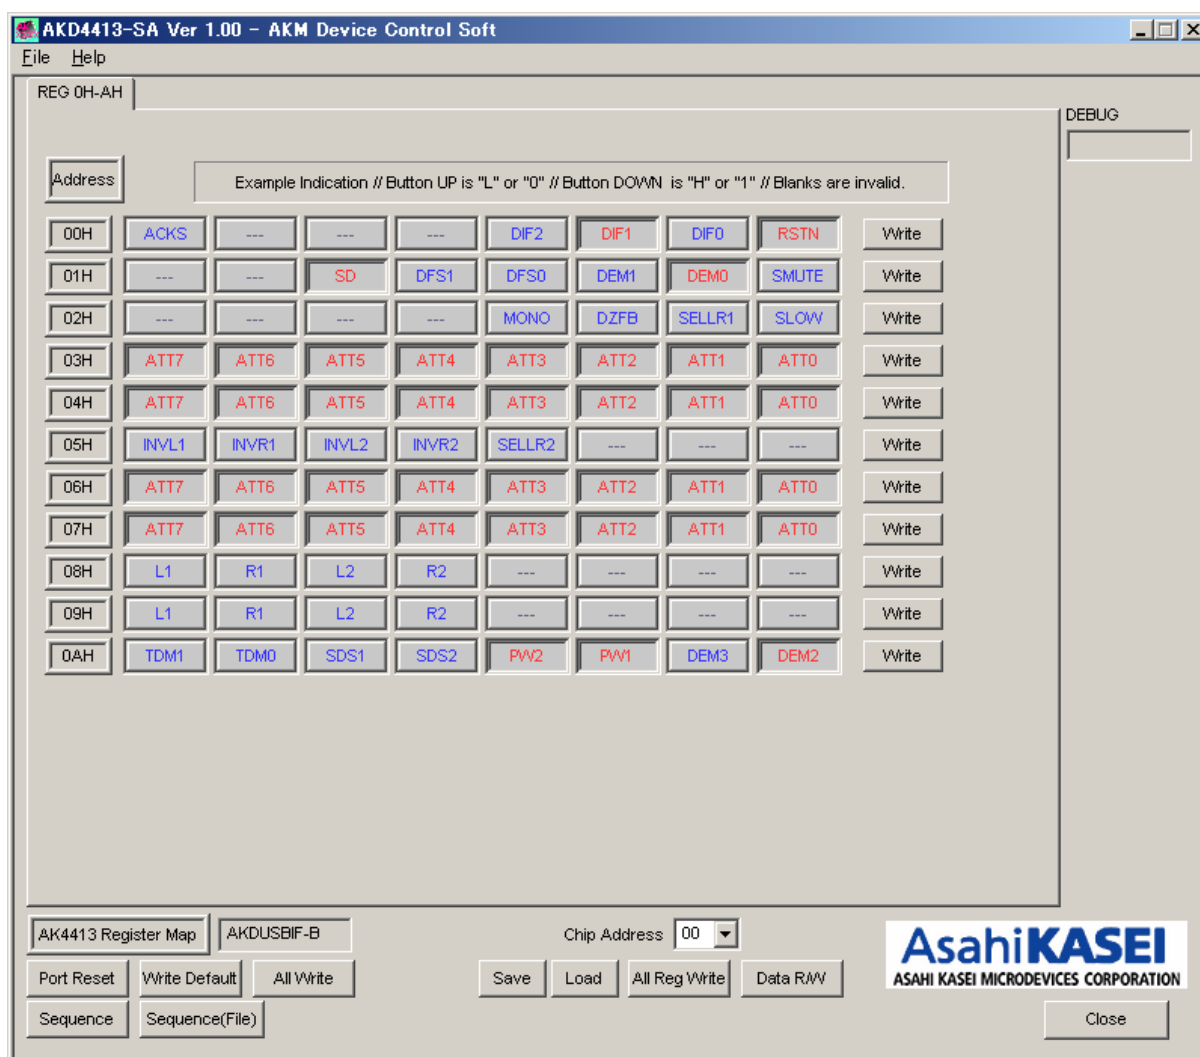 AKD4413-SA Ver 1.00 - AKM Device Control Soft
File Help
REG 0H-AH
DEBUG
Address Example Indication // Button UP is "L" or "0" // Button DOWN is "H" or "1" // Blanks are invalid.
00H ACKS --- --- --- DIF2 DIF1 DIF0 RSTN Write
01H --- --- SD DFS1 DFS0 DEM1 DEM0 SMUTE Write
02H --- --- --- --- MONO DZFB SELLR1 SLOW Write
03H ATT7 ATT6 ATT5 ATT4 ATT3 ATT2 ATT1 ATT0 Write
04H ATT7 ATT6 ATT5 ATT4 ATT3 ATT2 ATT1 ATT0 Write
05H INVL1 INVR1 INVL2 INVR2 SELLR2 --- --- --- Write
06H ATT7 ATT6 ATT5 ATT4 ATT3 ATT2 ATT1 ATT0 Write
07H ATT7 ATT6 ATT5 ATT4 ATT3 ATT2 ATT1 ATT0 Write
08H L1 R1 L2 R2 --- --- --- --- Write
09H L1 R1 L2 R2 --- --- --- --- Write
0AH TDM1 TDM0 SDS1 SDS2 PW2 PW1 DEM3 DEM2 Write
AK4413 Register Map AKDUSBIF-B Chip Address 00 AsahiKASEI
Port Reset Write Default All Write Save Load All Reg Write Data R/W ASAHI KASEI MICRODEVICES CORPORATION
Sequence Sequence(File) Close